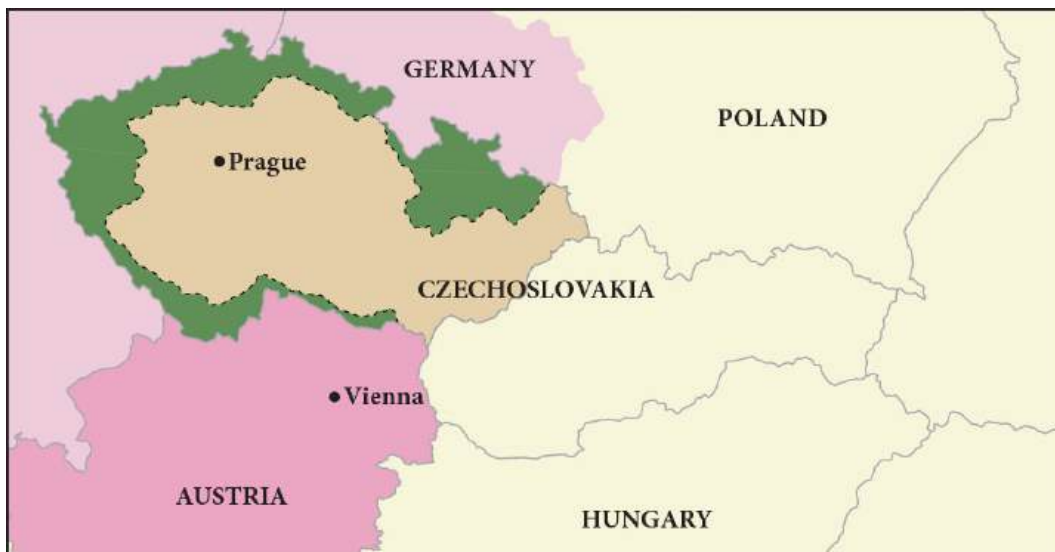 GERMANY
POLAND
Prague
CZECHOSLOVAKIA
Vienna
AUSTRIA
HUNGARY